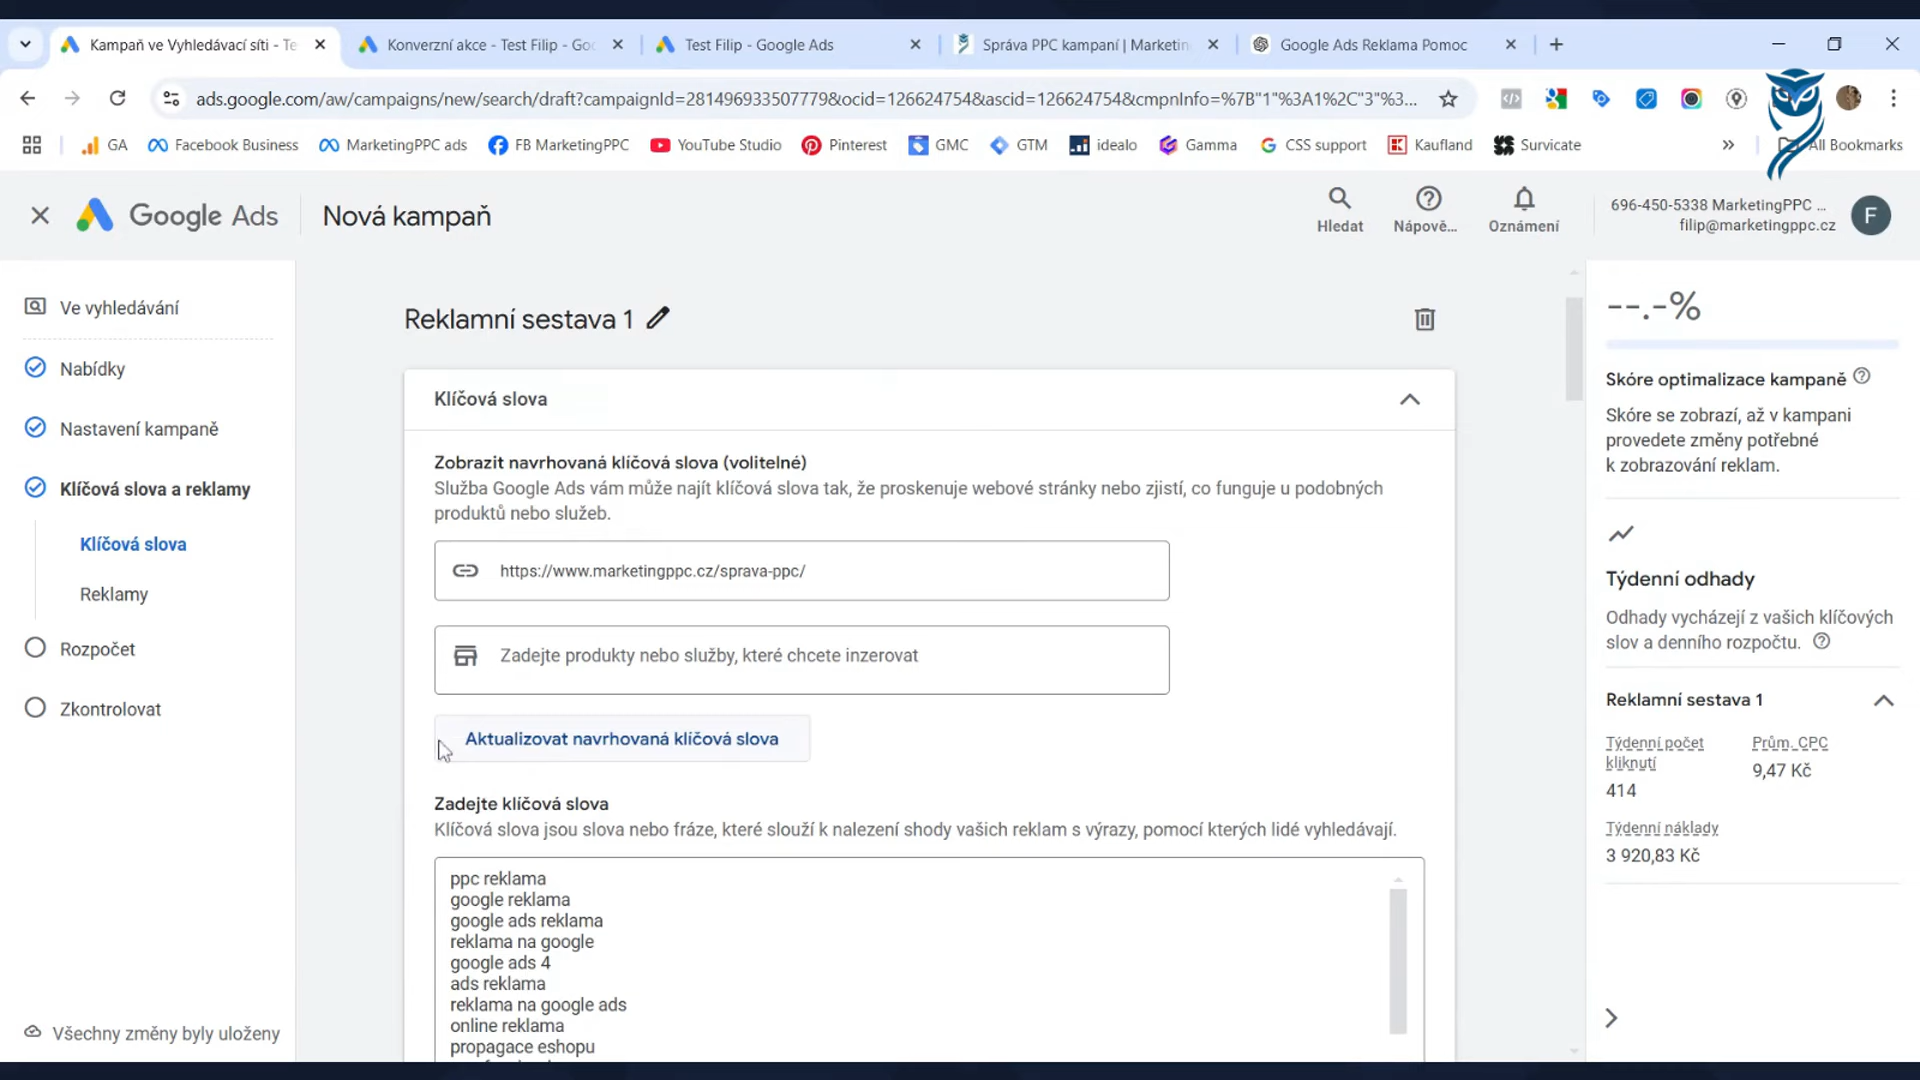 Kampaň ve Vyhledávací síti - Te
Konverzní akce - Test Filip - Goo
Test Filip - Google Ads
Správa PPC kampaní | Marketin
Google Ads Reklama Pomoc
ads.google.com/aw/campaigns/new/search/draft?campaignId=281496933507779&ocid=126624754&ascid=126624754&cmpnInfo=%7B"1"%3A1%2C"3"%3...
GA
Facebook Business
MarketingPPC ads
FB MarketingPPC
YouTube Studio
Pinterest
GMC
GTM
idealo
Gamma
CSS support
Kaufland
Survicate
All Bookmarks
Google Ads
Nová kampaň
Hledat
Nápově...
Oznámení
696-450-5338 MarketingPPC ...
filip@marketingppc.cz
F
Ve vyhledávání
Nabídky
Nastavení kampaně
Klíčová slova a reklamy
Klíčová slova
Reklamy
Rozpočet
Zkontrolovat
Všechny změny byly uloženy
Reklamní sestava 1
Klíčová slova
Zobrazit navrhovaná klíčová slova (volitelné)
Služba Google Ads vám může najít klíčová slova tak, že proskenuje webové stránky nebo zjistí, co funguje u podobných
produktů nebo služeb.
https://www.marketingppc.cz/sprava-ppc/
Zadejte produkty nebo služby, které chcete inzerovat
Aktualizovat navrhovaná klíčová slova
Zadejte klíčová slova
Klíčová slova jsou slova nebo fráze, které slouží k nalezení shody vašich reklam s výrazy, pomocí kterých lidé vyhledávají.
ppc reklama
google reklama
google ads reklama
reklama na google
google ads 4
ads reklama
reklama na google ads
online reklama
propagace eshopu
--.-%
Skóre optimalizace kampaně
Skóre se zobrazí, až v kampani
provedete změny potřebné
k zobrazování reklam.
Týdenní odhady
Odhady vycházejí z vašich klíčových
slov a denního rozpočtu.
Reklamní sestava 1
Týdenní počet
kliknutí
414
Prům. CPC
9,47 Kč
Týdenní náklady
3 920,83 Kč